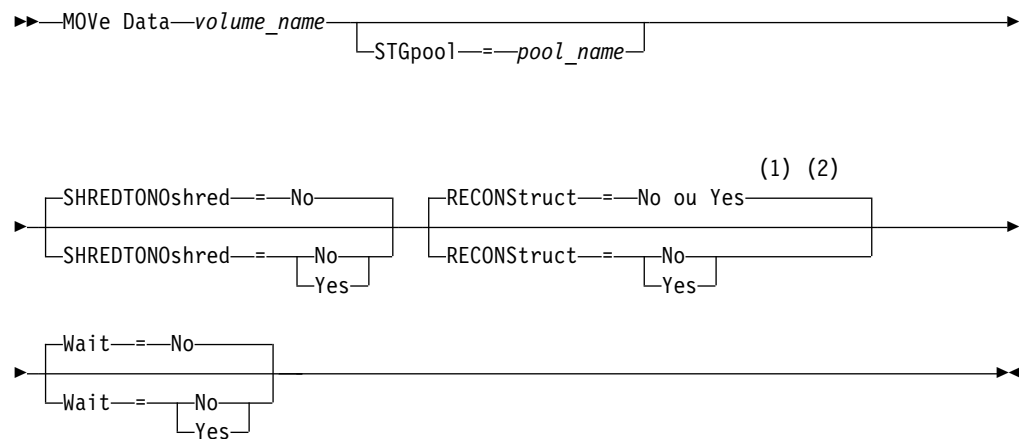 MOVe Data volume_name
STGpool = pool_name
(1) (2)
SHREDTONOshred = No RECONStruct = No ou Yes
SHREDTONOshred = No RECONStruct = No
Yes Yes
Wait = No
Wait = No
Yes